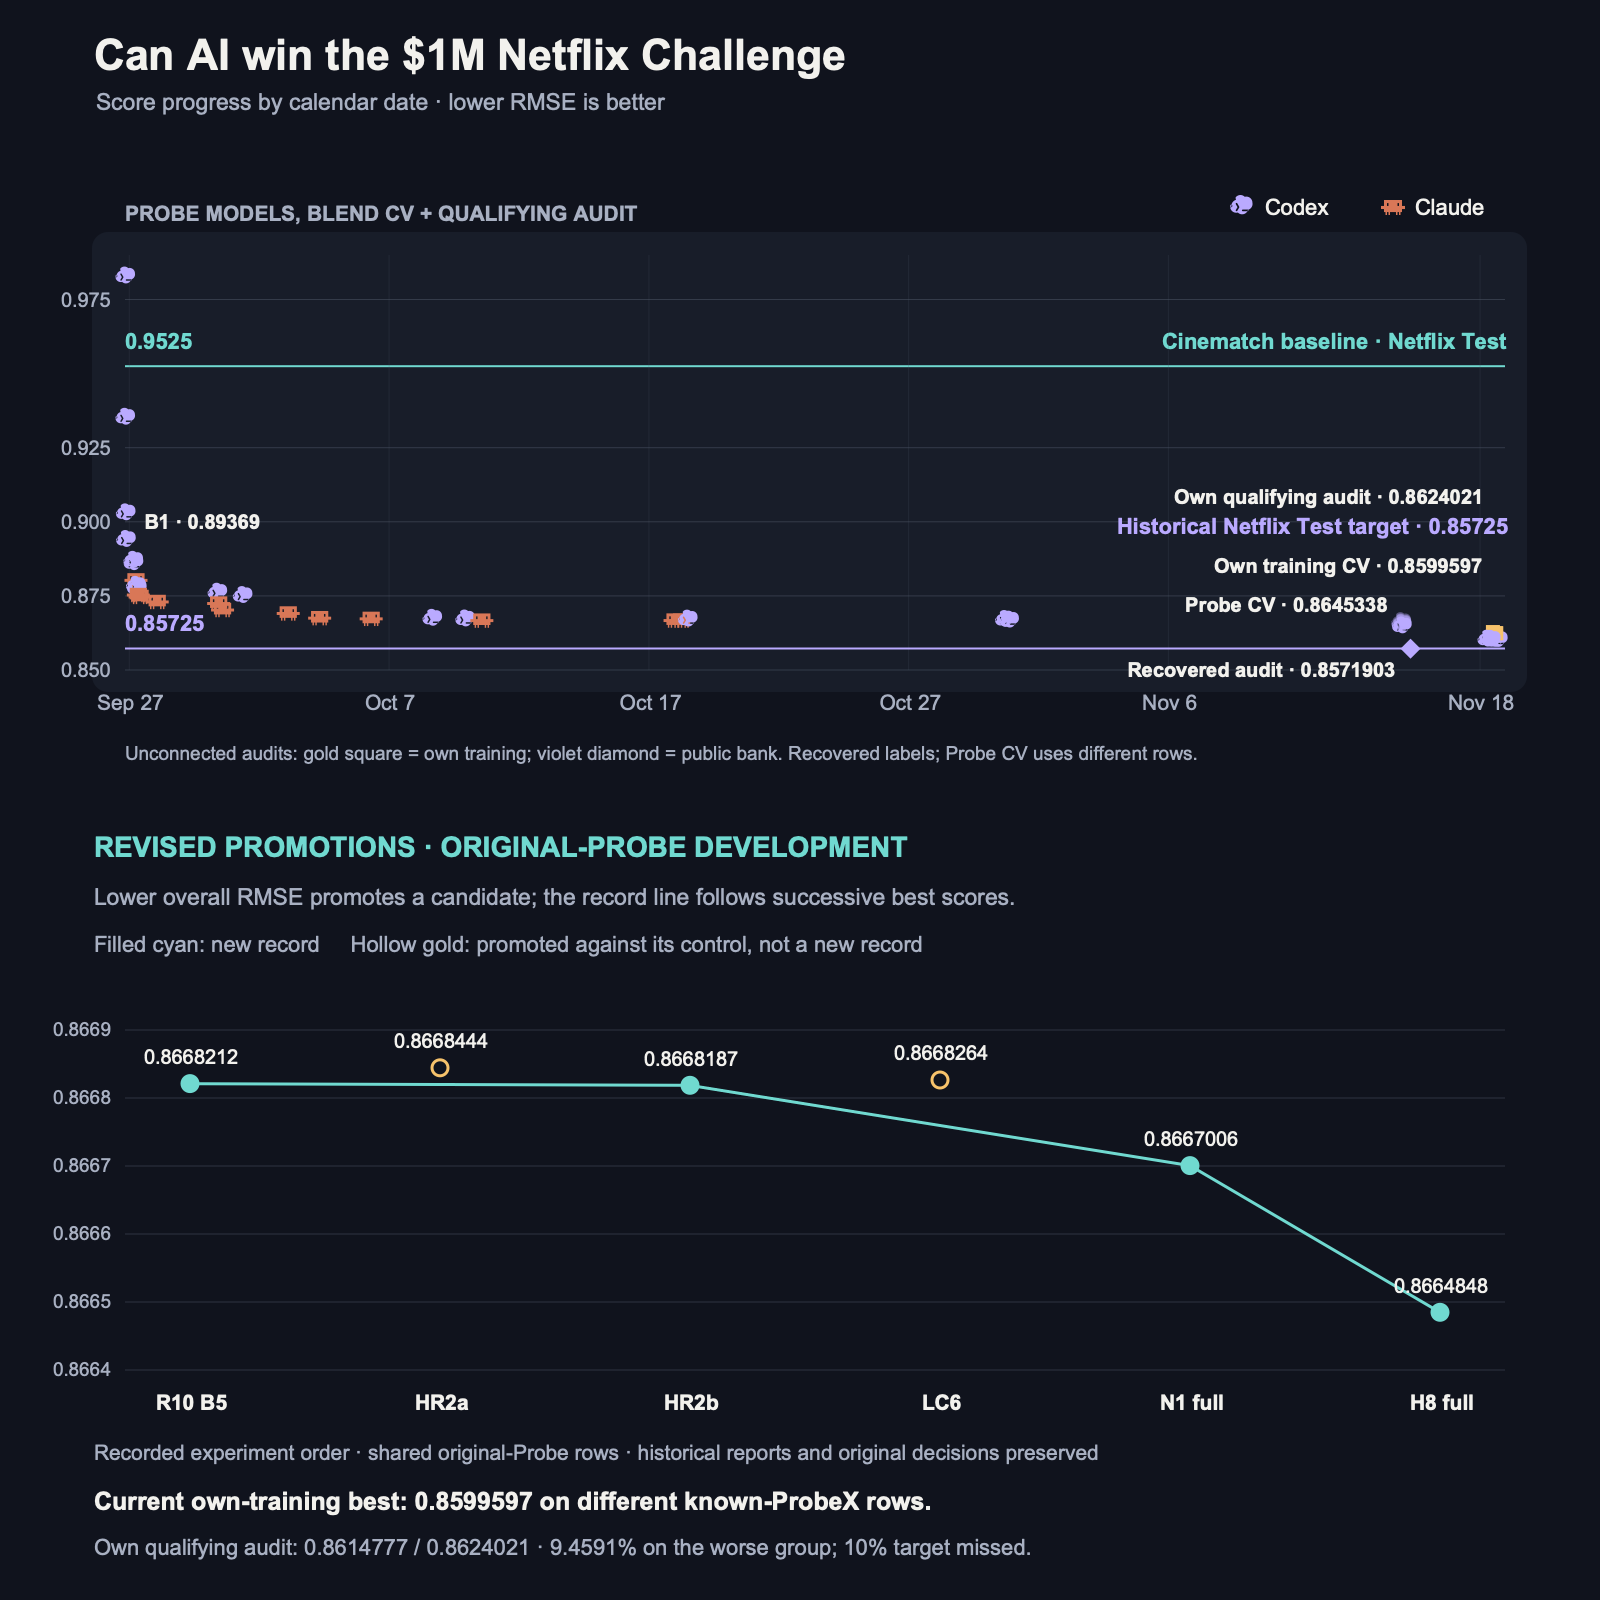 Can AI win the $1M Netflix Challenge
Score progress by calendar date · lower RMSE is better
PROBE MODELS, BLEND CV + QUALIFYING AUDIT
Codex
Claude
0.975
0.9525
Cinematch baseline · Netflix Test
0.925
Own qualifying audit · 0.8624021
0.900
B1 · 0.89369
Historical Netflix Test target · 0.85725
Own training CV · 0.8599597
0.875
Probe CV · 0.8645338
0.85725
0.850
Recovered audit · 0.8571903
Sep 27
Oct 7
Oct 17
Oct 27
Nov 6
Nov 18
Unconnected audits: gold square = own training; violet diamond = public bank. Recovered labels; Probe CV uses different rows.
REVISED PROMOTIONS · ORIGINAL-PROBE DEVELOPMENT
Lower overall RMSE promotes a candidate; the record line follows successive best scores.
Filled cyan: new record
Hollow gold: promoted against its control, not a new record
0.8669
0.8668212
0.8668444
0.8668187
0.8668264
0.8668
0.8667006
0.8667
0.8666
0.8664848
0.8665
0.8664
R10 B5
HR2a
HR2b
LC6
N1 full
H8 full
Recorded experiment order · shared original-Probe rows · historical reports and original decisions preserved
Current own-training best: 0.8599597 on different known-ProbeX rows.
Own qualifying audit: 0.8614777 / 0.8624021 · 9.4591% on the worse group; 10% target missed.